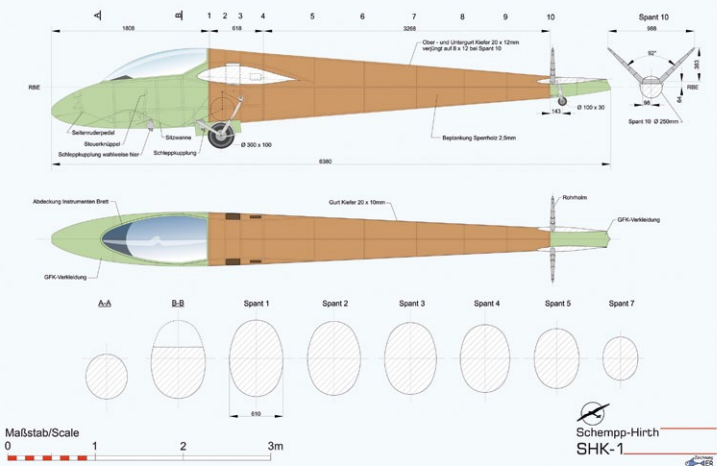 A
B
1 2 3 4 5 6 7 8 9 10
1808
618
3268
Ober - und Untergurt Kiefer 20 x 12mm
verjüngt auf 8 x 12 bei Spant 10
Spant 10
988
92°
383
RBE
RBE
64
98
Spant 10 Ø 250mm
Seitenruderpedal
Steuerknüppel
Sitzwanne
Schleppkupplung wahlweise hier
Schleppkupplung
Ø 300 x 100
Beplankung Sperrholz 2,5mm
Ø 100 x 30
143
6380
Abdeckung Instrumenten Brett
Gurt Kiefer 20 x 10mm
Rohrholm
GFK-Verkleidung
GFK-Verkleidung
A-A
B-B
Spant 1
Spant 2
Spant 3
Spant 4
Spant 5
Spant 7
610
Maßstab/Scale
0 1 2 3m
Schempp-Hirth
SHK-1